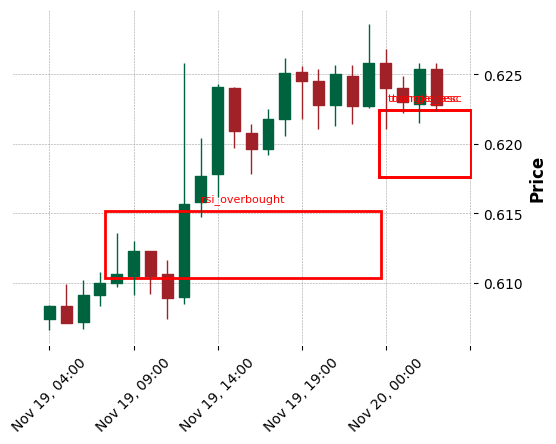 0.625
0.620
0.615
0.610
Price
rsi_overbought
Nov 19, 04:00
Nov 19, 09:00
Nov 19, 14:00
Nov 19, 19:00
Nov 20, 00:00